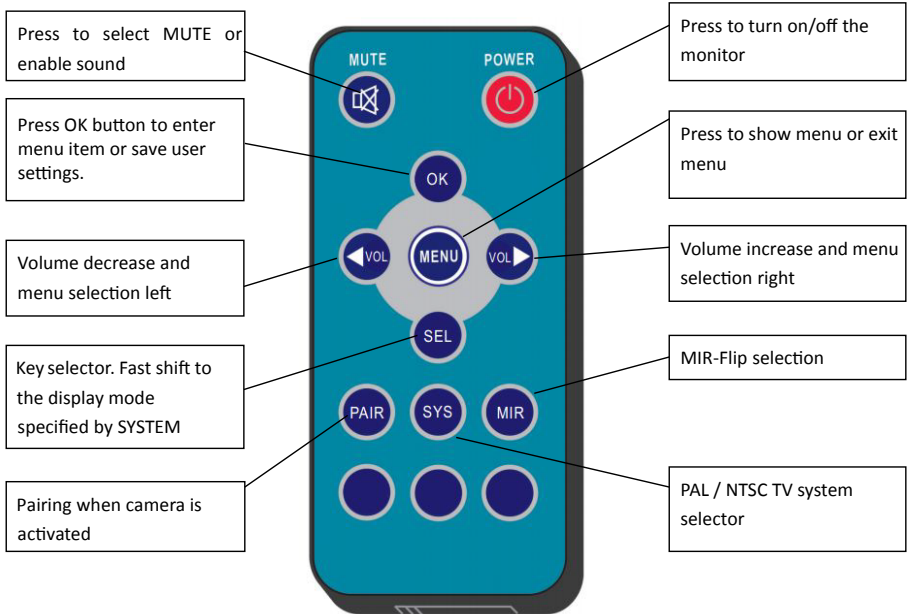 Press to select MUTE or
enable sound
Press OK button to enter
menu item or save user
settings.
Volume decrease and
menu selection left
Key selector. Fast shift to
the display mode
specified by SYSTEM
Pairing when camera is
activated
MUTE
POWER
OK
VOL
MENU
VOL
SEL
PAIR
SYS
MIR
Press to turn on/off the
monitor
Press to show menu or exit
menu
Volume increase and menu
selection right
MIR-Flip selection
PAL / NTSC TV system
selector